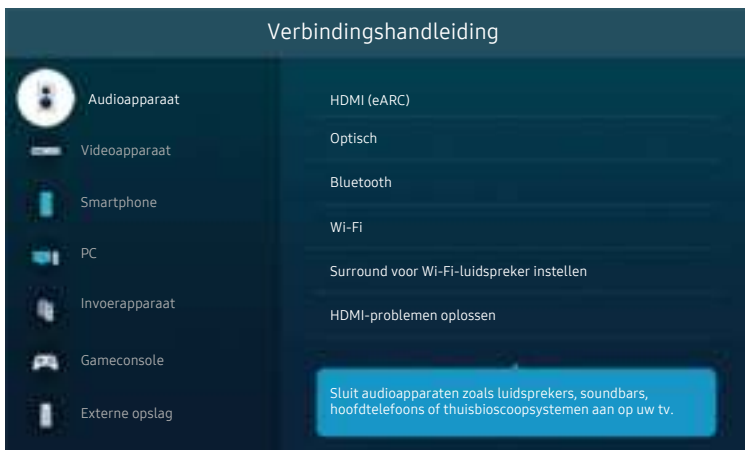 Verbindingshandleiding
Audioapparaat
Videoapparaat
Smartphone
PC
Invoerapparaat
Gameconsole
Externe opslag
HDMI (eARC)
Optisch
Bluetooth
Wi-Fi
Surround voor Wi-Fi-luidspreker instellen
HDMI-problemen oplossen
Sluit audioapparaten zoals luidsprekers, soundbars,
hoofdtelefoons of thuisbioscoopsystemen aan op uw tv.